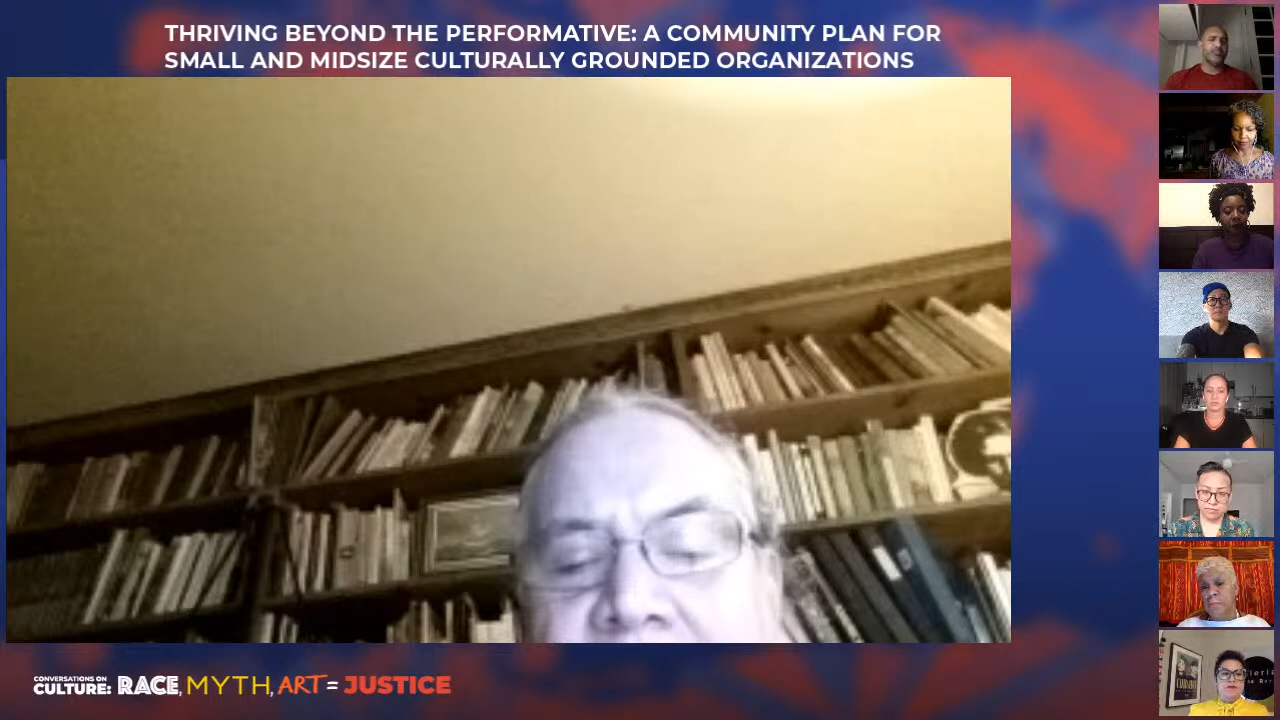 THRIVING BEYOND THE PERFORMATIVE: A COMMUNITY PLAN FOR
SMALL AND MIDSIZE CULTURALLY GROUNDED ORGANIZATIONS
CONVERSATIONS ON
CULTURE: RACE, MYTH, ART = JUSTICE